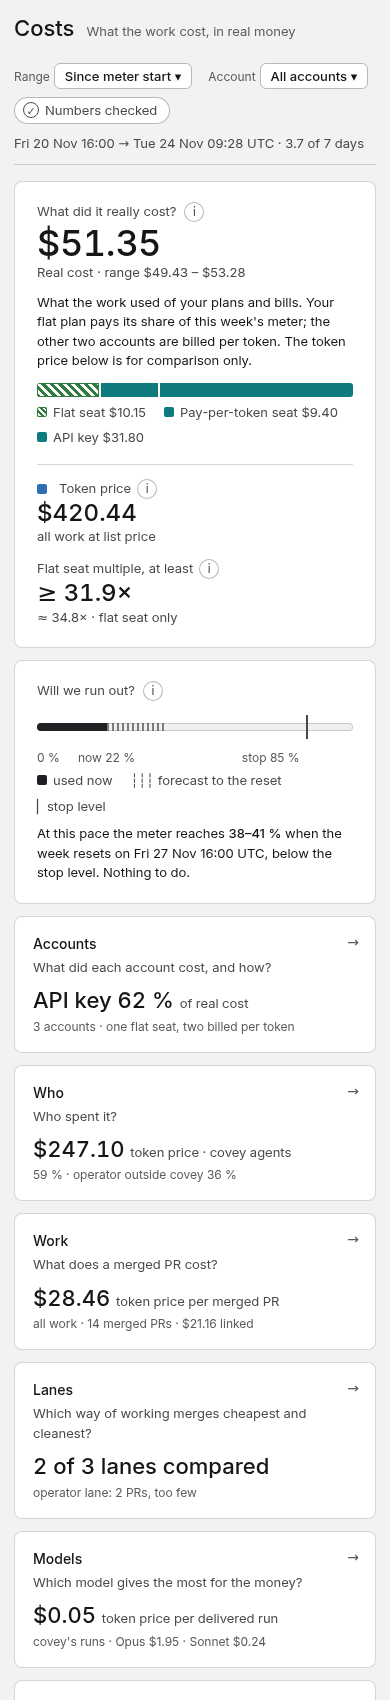 Costs What the work cost, in real money
Range Since meter start ▾ Account All accounts ▾
✓ Numbers checked
Fri 20 Nov 16:00 → Tue 24 Nov 09:28 UTC · 3.7 of 7 days
What did it really cost? i
$51.35
Real cost · range $49.43 – $53.28
What the work used of your plans and bills. Your
flat plan pays its share of this week's meter; the
other two accounts are billed per token. The token
price below is for comparison only.
Flat seat $10.15 Pay-per-token seat $9.40
API key $31.80
Token price i
$420.44
all work at list price
Flat seat multiple, at least i
≥ 31.9×
≈ 34.8× · flat seat only
Will we run out? i
0 % now 22 % stop 85 %
used now forecast to the reset
stop level
At this pace the meter reaches 38–41 % when the
week resets on Fri 27 Nov 16:00 UTC, below the
stop level. Nothing to do.
Accounts →
What did each account cost, and how?
API key 62 % of real cost
3 accounts · one flat seat, two billed per token
Who →
Who spent it?
$247.10 token price · covey agents
59 % · operator outside covey 36 %
Work →
What does a merged PR cost?
$28.46 token price per merged PR
all work · 14 merged PRs · $21.16 linked
Lanes →
Which way of working merges cheapest and
cleanest?
2 of 3 lanes compared
operator lane: 2 PRs, too few
Models →
Which model gives the most for the money?
$0.05 token price per delivered run
covey's runs · Opus $1.95 · Sonnet $0.24